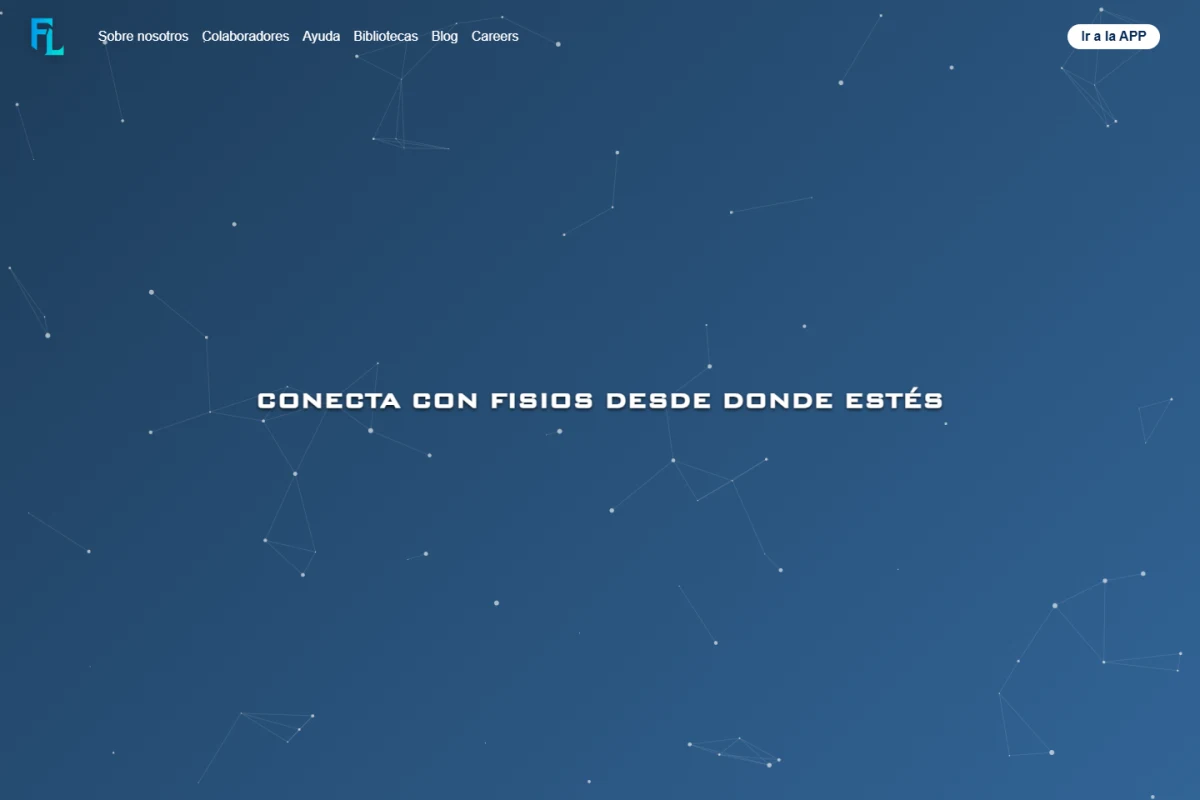 FL
Sobre nosotros Colaboradores Ayuda Bibliotecas Blog Careers
Ir a la APP
CONECTA CON FISIOS DESDE DONDE ESTÉS